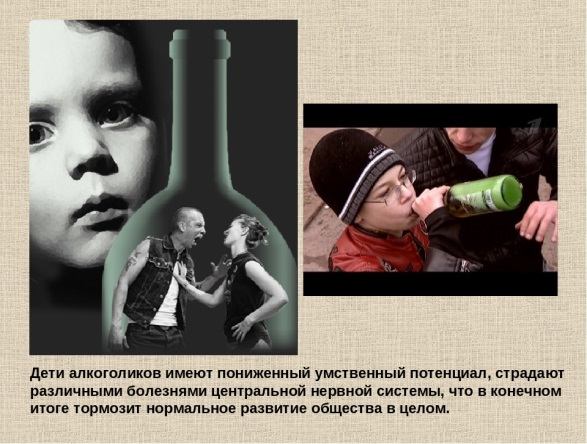 Дети алкоголиков имеют пониженный умственный потенциал, страдают
различными болезнями центральной нервной системы, что в конечном
итоге тормозит нормальное развитие общества в целом.